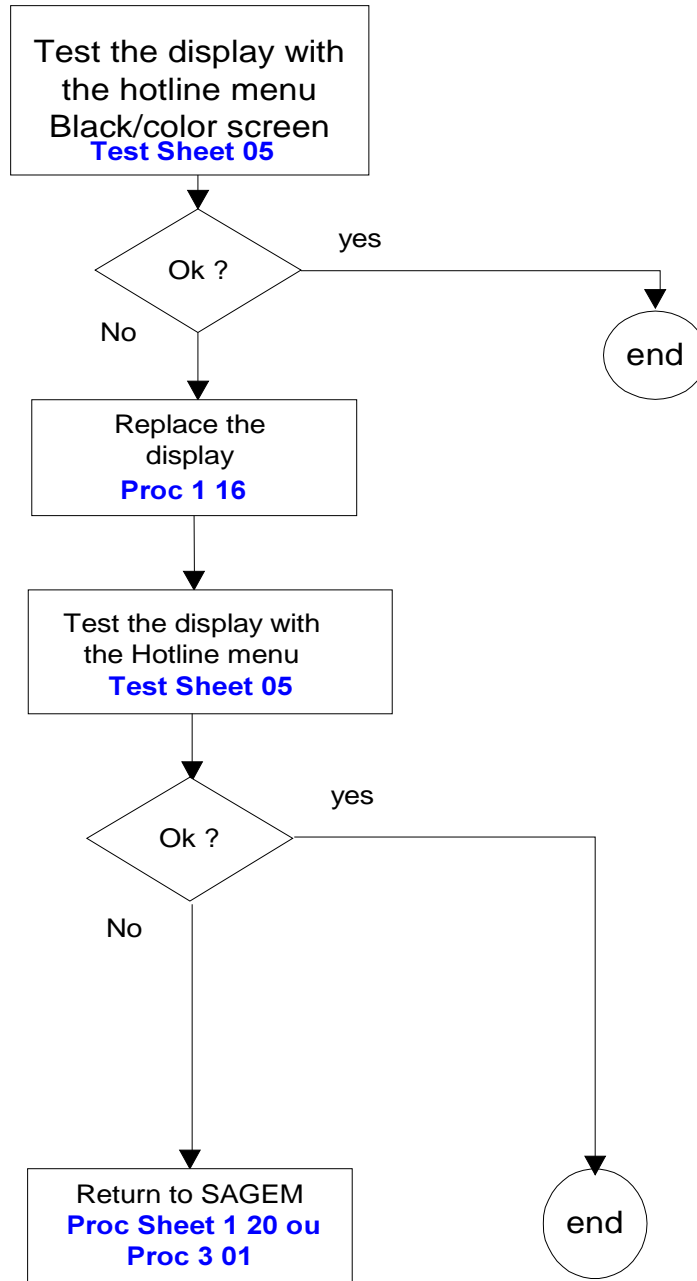 Test the display with
the hotline menu
Black/color screen
Test Sheet 05
yes
Ok ?
No
end
Replace the
display
Proc 1 16
Test the display with
the Hotline menu
Test Sheet 05
yes
Ok ?
No
Return to SAGEM
Proc Sheet 1 20 ou
Proc 3 01
end